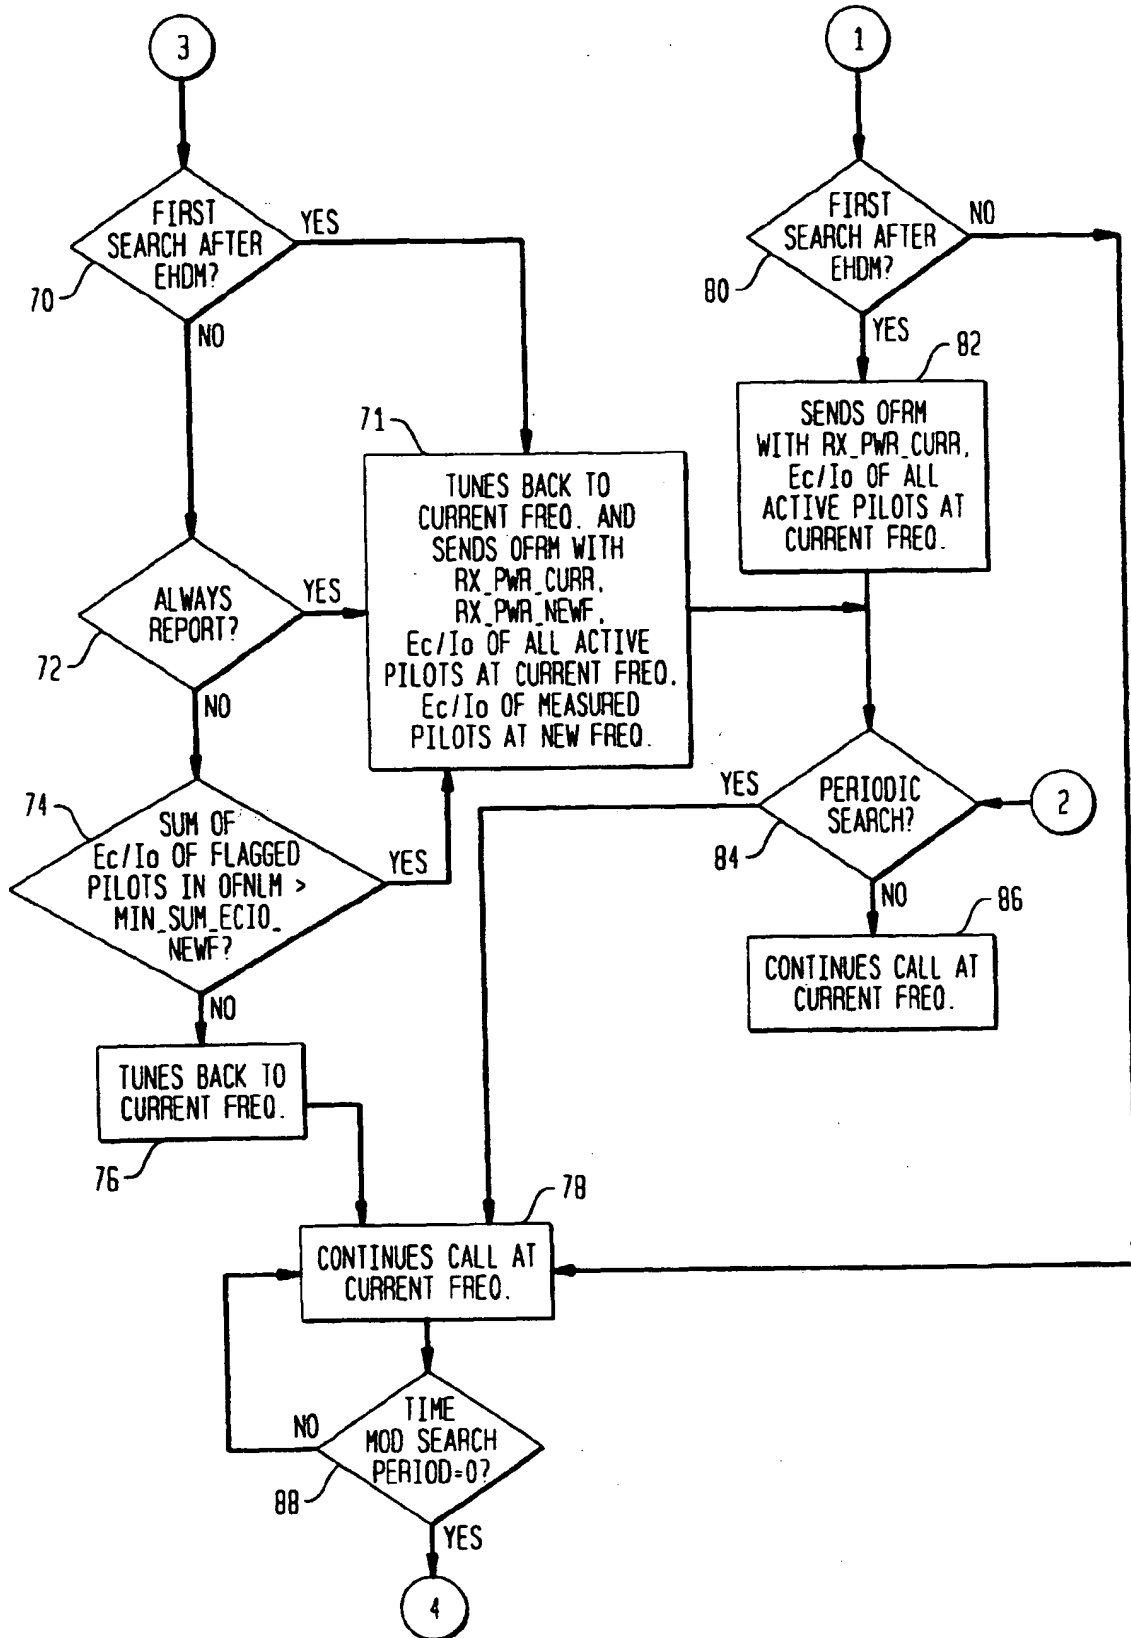 3
1
FIRST
SEARCH AFTER
EHDM?
YES
70
NO
FIRST
SEARCH AFTER
EHDM?
NO
80
YES
82
SENDS OFRM
WITH RX_PWR_CURR,
Ec/Io OF ALL
ACTIVE PILOTS AT
CURRENT FREQ.
71
TUNES BACK TO
CURRENT FREQ. AND
SENDS OFRM WITH
RX_PWR_CURR,
RX_PWR_NEWF,
Ec/Io OF ALL ACTIVE
PILOTS AT CURRENT FREQ.
Ec/Io OF MEASURED
PILOTS AT NEW FREQ.
ALWAYS
REPORT?
YES
72
NO
74
SUM OF
Ec/Io OF FLAGGED
PILOTS IN OFNLM >
MIN_SUM_ECIO_
NEWF?
YES
NO
YES
PERIODIC
SEARCH?
2
84
NO
86
CONTINUES CALL AT
CURRENT FREQ.
TUNES BACK TO
CURRENT FREQ.
76
78
CONTINUES CALL AT
CURRENT FREQ.
NO
TIME
MOD SEARCH
PERIOD=0?
88
YES
4